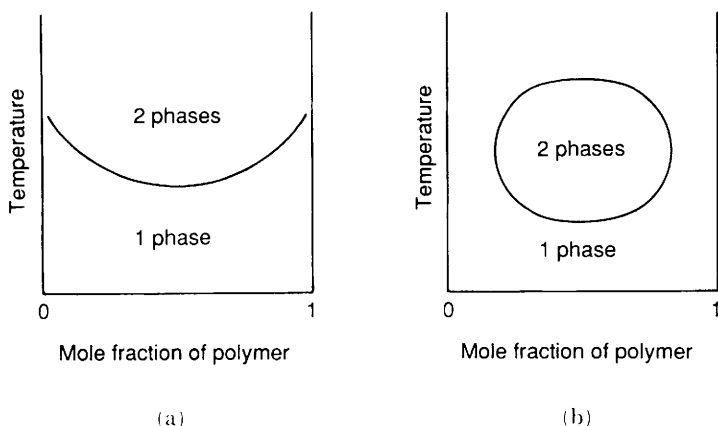 Temperature
2 phases
1 phase
0
1
Mole fraction of polymer
(a)
Temperature
2 phases
1 phase
0
1
Mole fraction of polymer
(b)